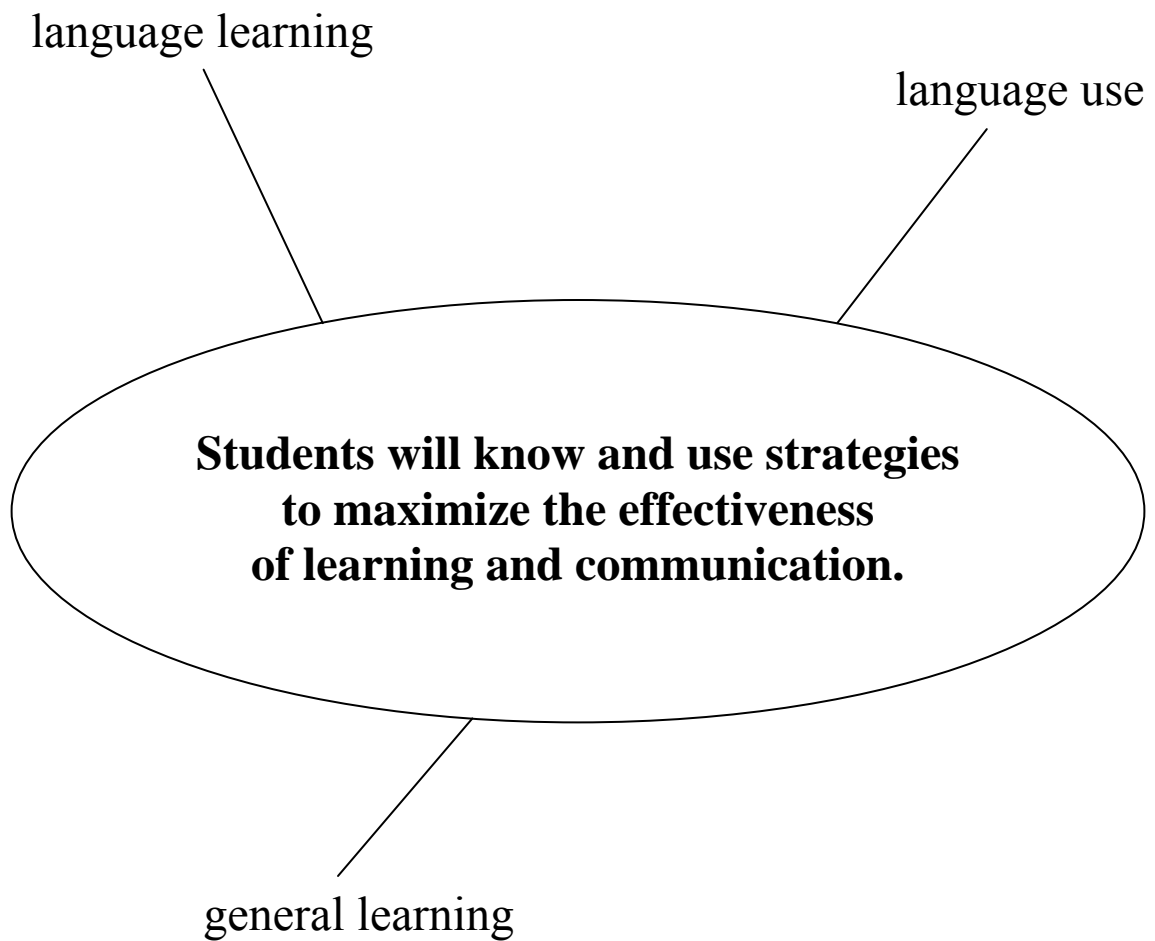 language learning
language use
Students will know and use strategies
to maximize the effectiveness
of learning and communication.
general learning